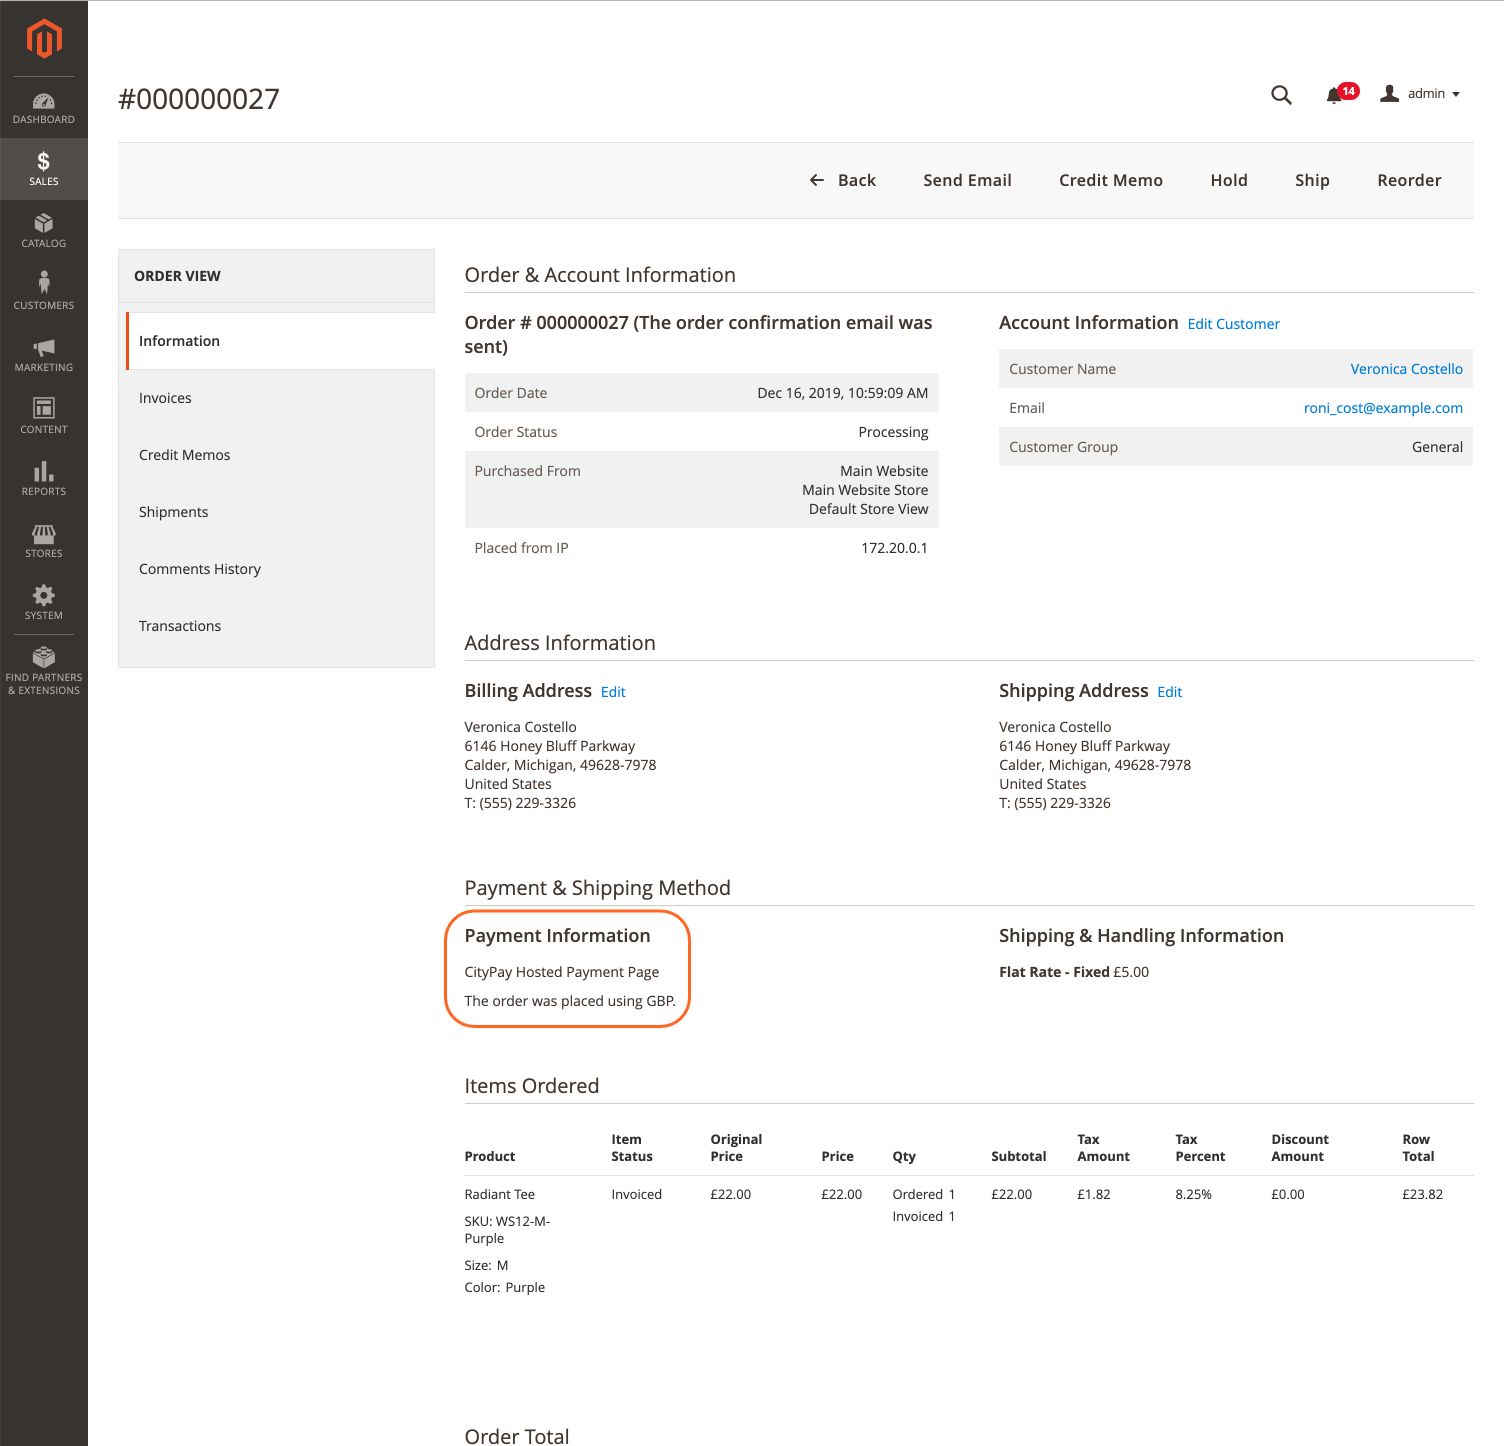 #000000027
14
admin
DASHBOARD
SALES
CATALOG
CUSTOMERS
MARKETING
CONTENT
REPORTS
STORES
SYSTEM
FIND PARTNERS
& EXTENSIONS
Back Send Email Credit Memo Hold Ship Reorder
ORDER VIEW
Information
Invoices
Credit Memos
Shipments
Comments History
Transactions
Order & Account Information
Order # 000000027 (The order confirmation email was
sent)
Order Date Dec 16, 2019, 10:59:09 AM
Order Status Processing
Purchased From Main Website
Main Website Store
Default Store View
Placed from IP 172.20.0.1
Account Information Edit Customer
Customer Name Veronica Costello
Email roni_cost@example.com
Customer Group General
Address Information
Billing Address Edit
Veronica Costello
6146 Honey Bluff Parkway
Calder, Michigan, 49628-7978
United States
T: (555) 229-3326
Shipping Address Edit
Veronica Costello
6146 Honey Bluff Parkway
Calder, Michigan, 49628-7978
United States
T: (555) 229-3326
Payment & Shipping Method
Payment Information
CityPay Hosted Payment Page
The order was placed using GBP.
Shipping & Handling Information
Flat Rate - Fixed £5.00
Items Ordered
Product Item Status Original Price Price Qty Subtotal Tax Amount Tax Percent Discount Amount Row Total
Radiant Tee Invoiced £22.00 £22.00 Ordered 1 £22.00 £1.82 8.25% £0.00 £23.82
Invoiced 1
SKU: WS12-M-
Purple
Size: M
Color: Purple
Order Total